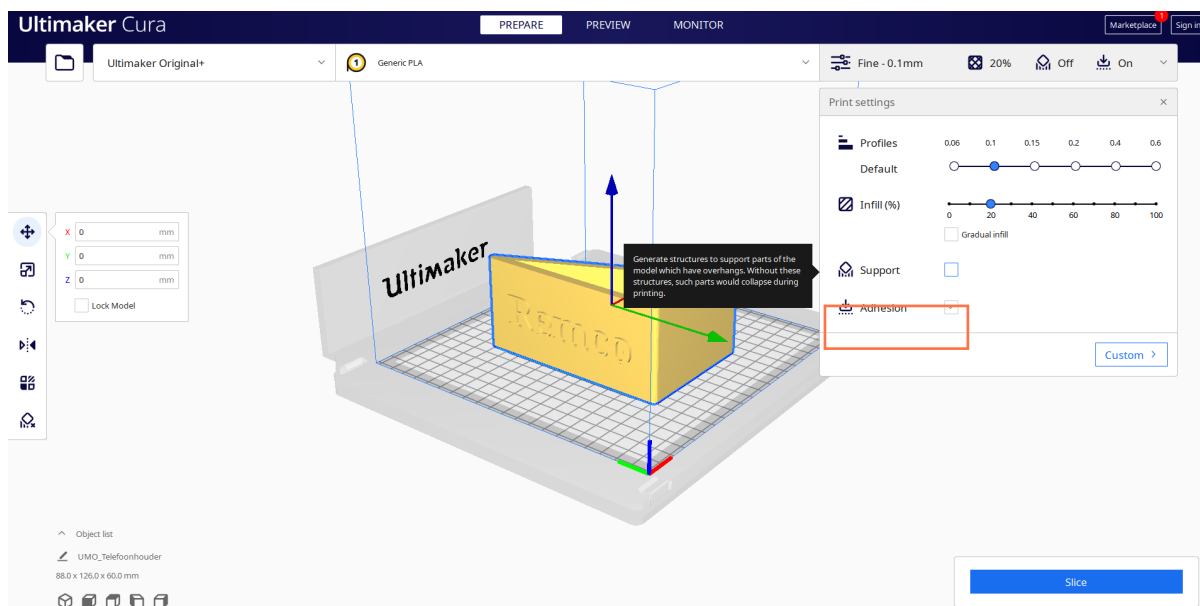 Ultimaker Cura
PREPARE
PREVIEW
MONITOR
Marketplace
1
Sign in
Ultimaker Original+
1
Generic PLA
Fine - 0.1mm
20%
Off
On
Print settings
Profiles
0.06 0.1 0.15 0.2 0.4 0.6
Default
Infill (%)
0 20 40 60 80 100
Gradual infill
Support
Adhesion
Custom
X 0 mm
Y 0 mm
Z 0 mm
Lock Model
Ultimaker
Remco
Generate structures to support parts of the
model which have overhangs. Without these
structures, such parts would collapse during
printing.
Object list
UMO_Telefoonhouder
88.0 x 126.0 x 60.0 mm
Slice